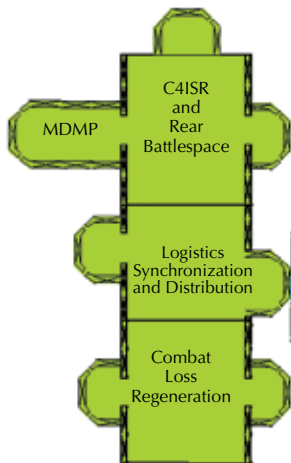 C4ISR
and
Rear
Battlespace
MDMP
Logistics
Synchronization
and Distribution
Combat
Loss
Regeneration